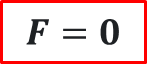 F = 0